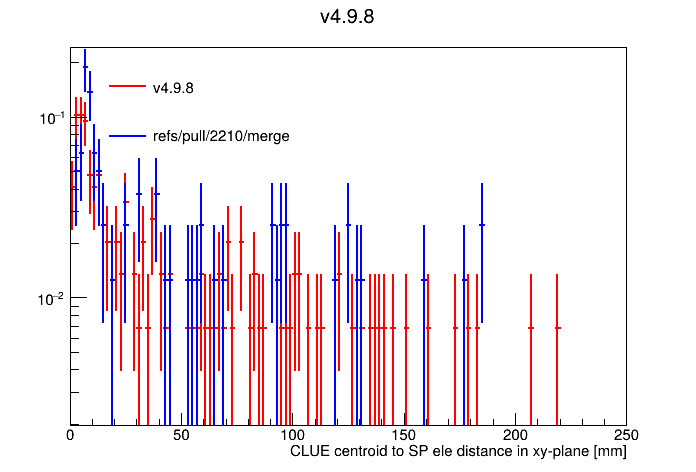 v4.9.8
10⁻¹
v4.9.8
refs/pull/2210/merge
10⁻²
0 50 100 150 200 250
CLUE centroid to SP ele distance in xy-plane [mm]